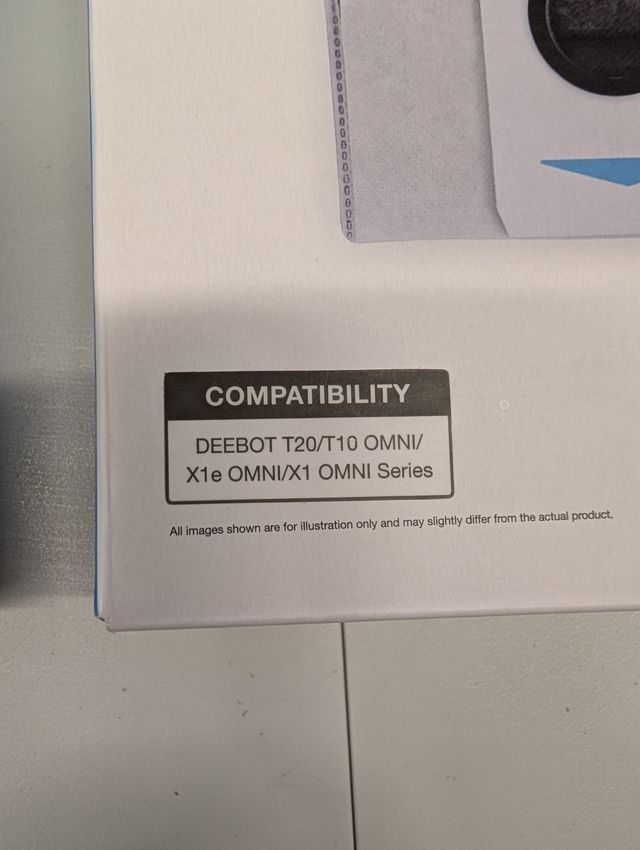 COMPATIBILITY
DEEBOT T20/T10 OMNI/
X1e OMNI/X1 OMNI Series
All images shown are for illustration only and may slightly differ from the actual product.